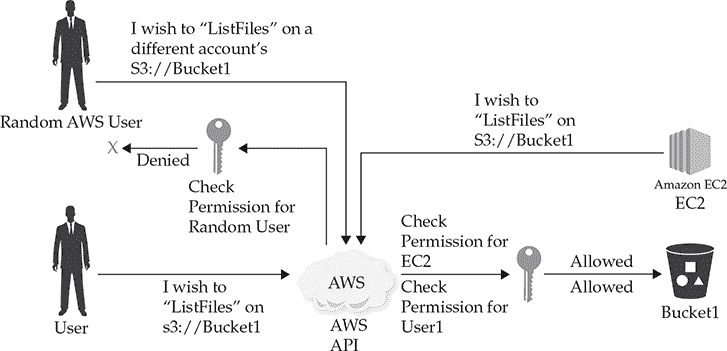 I wish to “ListFiles” on a
different account’s
S3://Bucket1
Random AWS User
I wish to
“ListFiles” on
S3://Bucket1
X
Denied
Check
Permission for
Random User
Amazon EC2
EC2
Check
Permission for
EC2
AWS
Allowed
Allowed
Check
Permission for
User1
I wish to
“ListFiles” on
s3://Bucket1
User
AWS
API
Bucket1